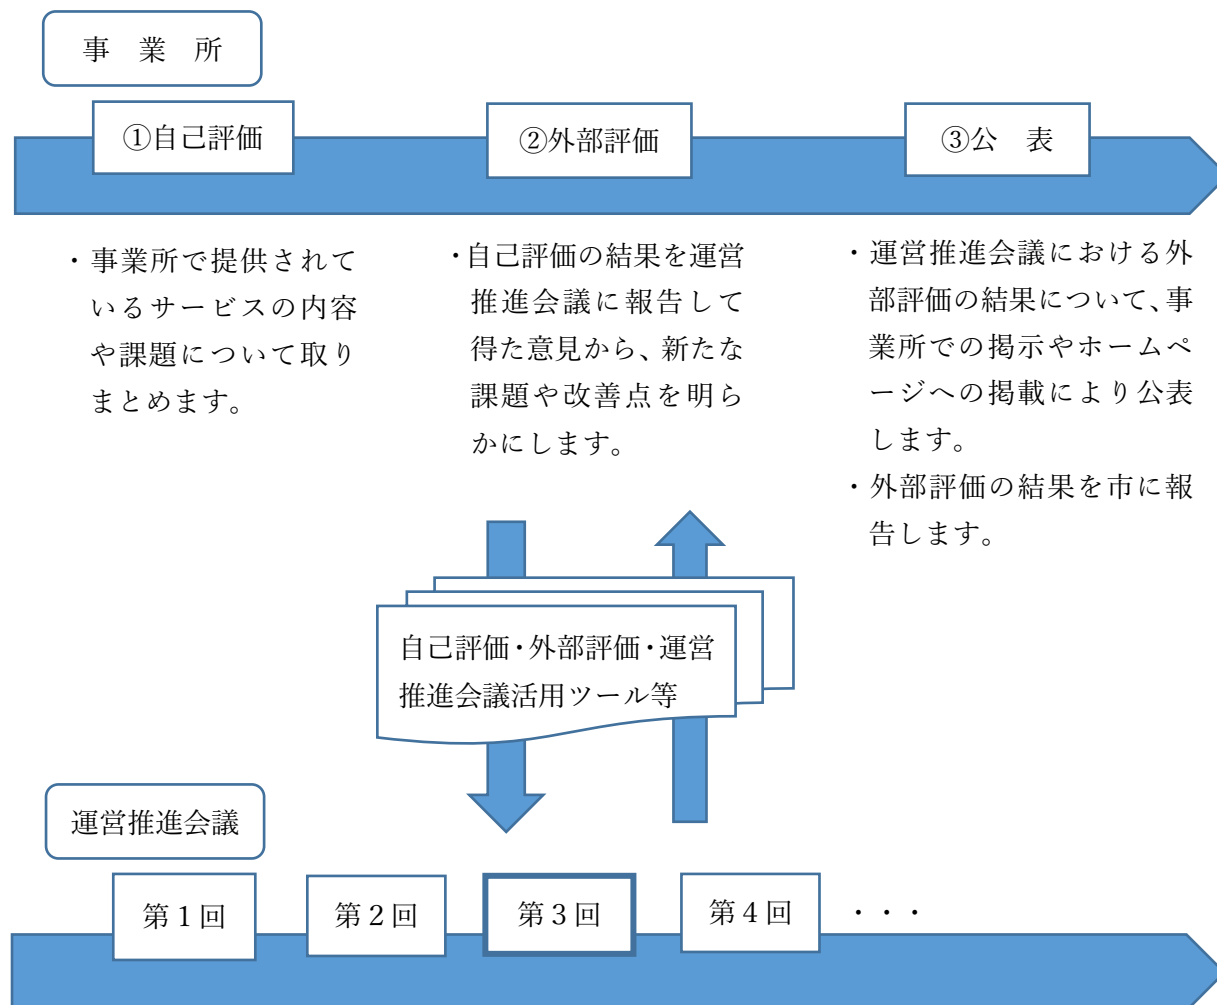 事　業　所
①自己評価
②外部評価
③公　表
・事業所で提供されて
いるサービスの内容
や課題について取り
まとめます。
・自己評価の結果を運営
推進会議に報告して
得た意見から、新たな
課題や改善点を明ら
かにします。
・運営推進会議における外
部評価の結果について、事
業所での掲示やホームペ
ージへの掲載により公表
します。
・外部評価の結果を市に報
告します。
自己評価・外部評価・運営
推進会議活用ツール等
運営推進会議
第１回
第２回
第３回
第４回
・・・